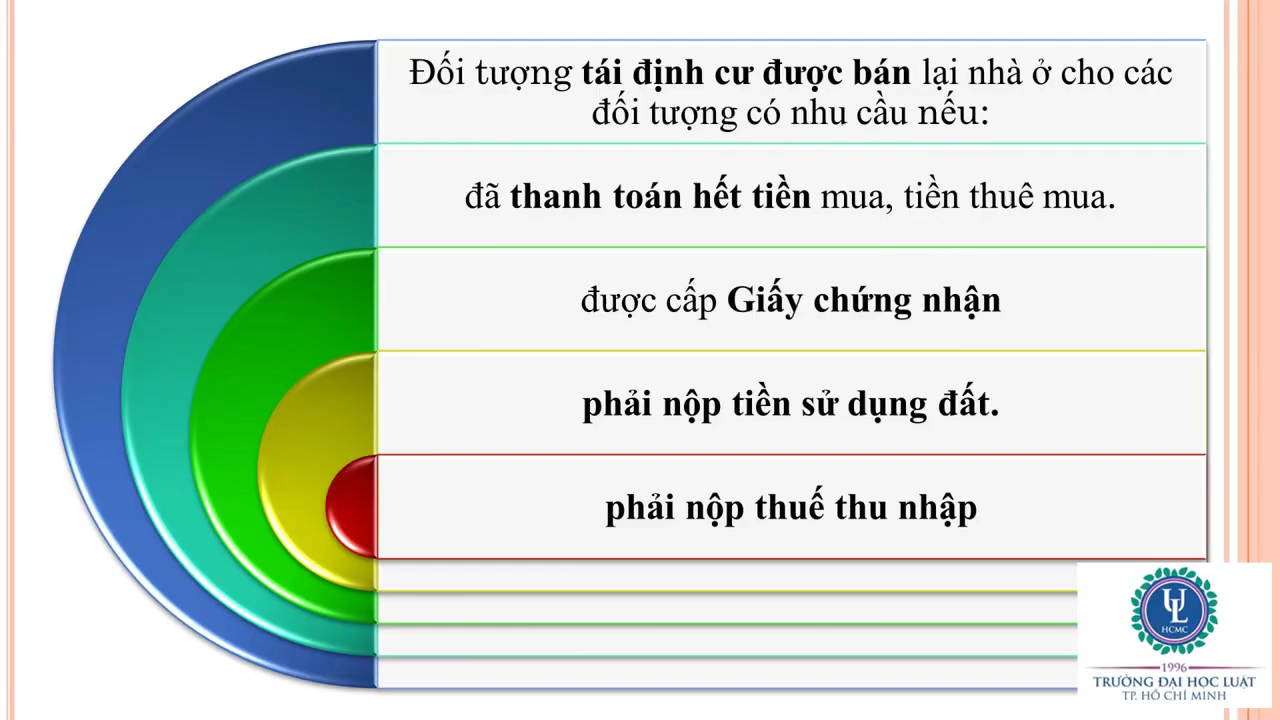 Đối tượng tái định cư được bán lại nhà ở cho các
đối tượng có nhu cầu nếu:
đã thanh toán hết tiền mua, tiền thuê mua.
được cấp Giấy chứng nhận
phải nộp tiền sử dụng đất.
phải nộp thuế thu nhập
UL
HCMC
1996
TRƯỜNG ĐẠI HỌC LUẬT
TP. HỒ CHÍ MINH